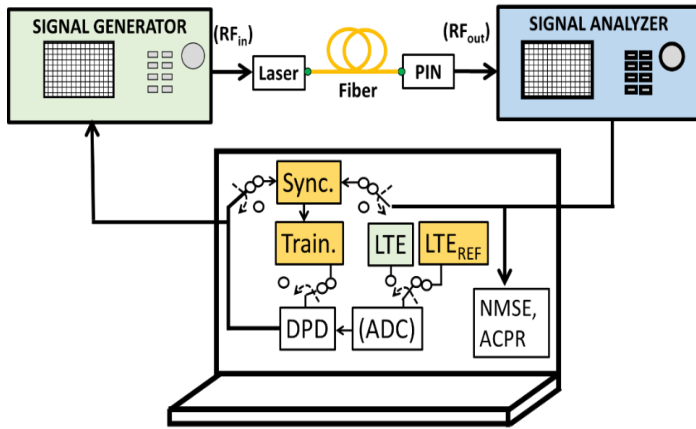 SIGNAL GENERATOR
(RFin)
(RFout)
SIGNAL ANALYZER
Laser
Fiber
PIN
Sync.
Train.
LTE
LTEREF
DPD
(ADC)
NMSE,
ACPR